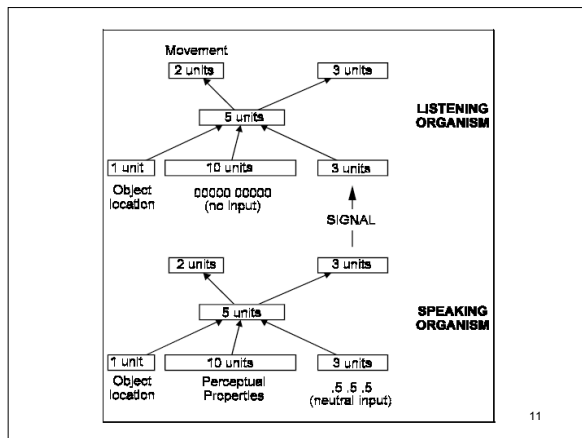 Movement
2 units
3 units
5 units
LISTENING
ORGANISM
1 unit
10 units
3 units
Object
location
00000 00000
(no input)
SIGNAL
2 units
3 units
5 units
SPEAKING
ORGANISM
1 unit
10 units
3 units
Object
location
Perceptual
Properties
.5 .5 .5
(neutral input)
11